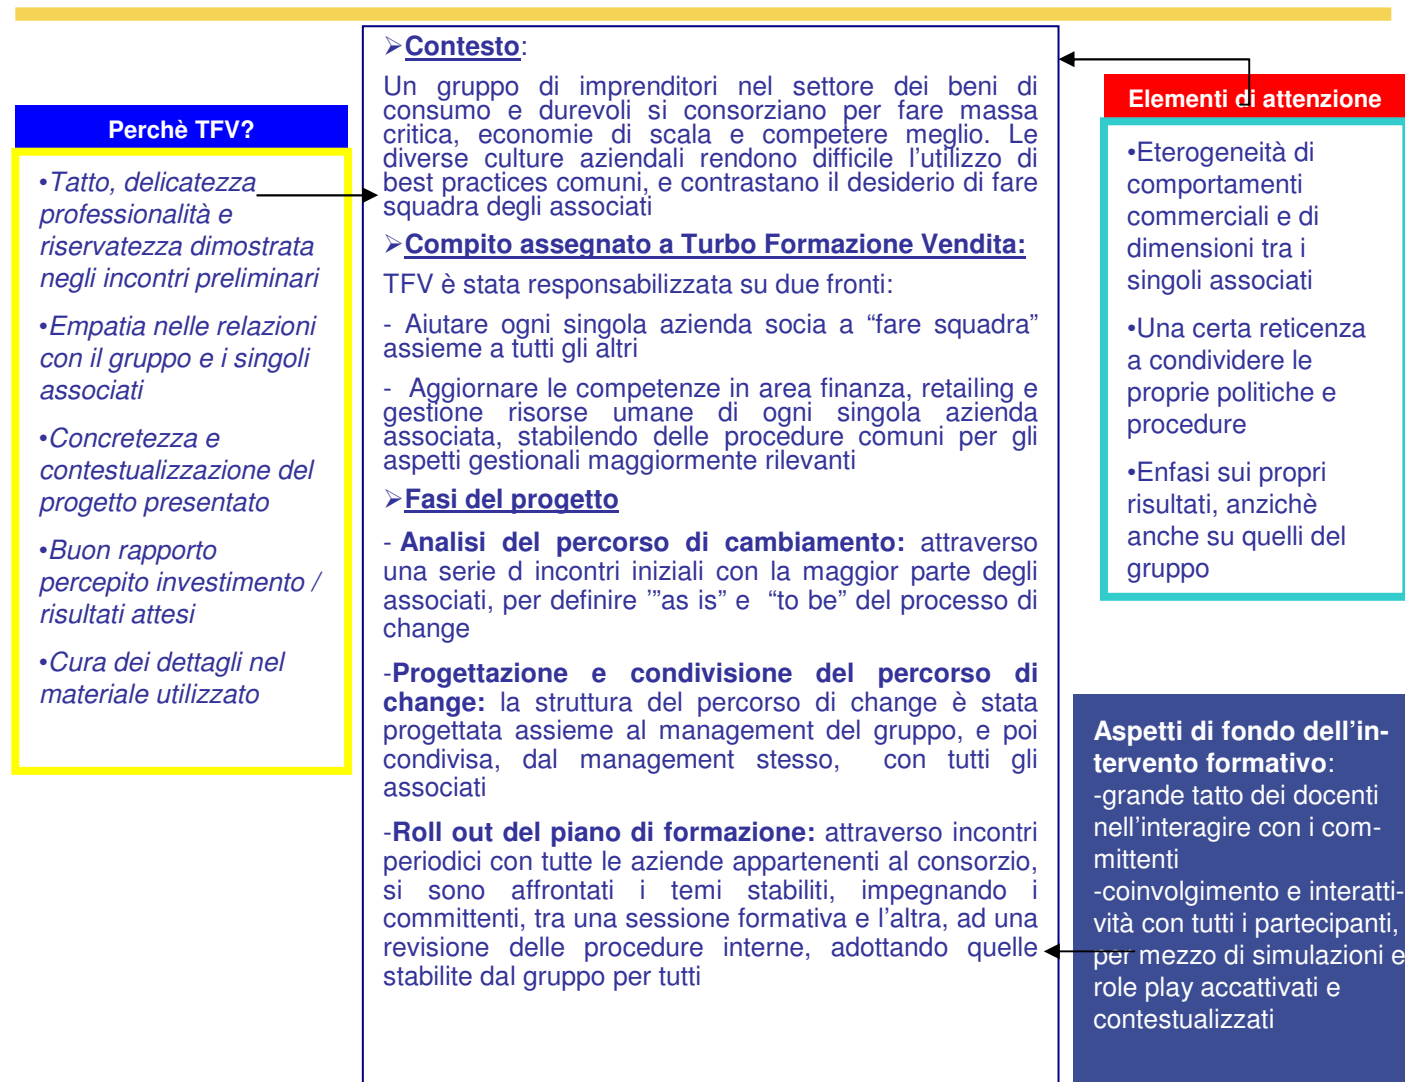 Perchè TFV?
•Tatto, delicatezza
professionalità e
riservatezza dimostrata
negli incontri preliminari
•Empatia nelle relazioni
con il gruppo e i singoli
associati
•Concretezza e
contestualizzazione del
progetto presentato
•Buon rapporto
percepito investimento /
risultati attesi
•Cura dei dettagli nel
materiale utilizzato
➢Contesto:
Un gruppo di imprenditori nel settore dei beni di
consumo e durevoli si consorziano per fare massa
critica, economie di scala e competere meglio. Le
diverse culture aziendali rendono difficile l’utilizzo di
best practices comuni, e contrastano il desiderio di fare
squadra degli associati
➢Compito assegnato a Turbo Formazione Vendita:
TFV è stata responsabilizzata su due fronti:
- Aiutare ogni singola azienda socia a “fare squadra”
assieme a tutti gli altri
- Aggiornare le competenze in area finanza, retailing e
gestione risorse umane di ogni singola azienda
associata, stabilendo delle procedure comuni per gli
aspetti gestionali maggiormente rilevanti
➢Fasi del progetto
- Analisi del percorso di cambiamento: attraverso
una serie d incontri iniziali con la maggior parte degli
associati, per definire ’”as is” e “to be” del processo di
change
-Progettazione e condivisione del percorso di
change: la struttura del percorso di change è stata
progettata assieme al management del gruppo, e poi
condivisa, dal management stesso, con tutti gli
associati
-Roll out del piano di formazione: attraverso incontri
periodici con tutte le aziende appartenenti al consorzio,
si sono affrontati i temi stabiliti, impegnando i
committenti, tra una sessione formativa e l’altra, ad una
revisione delle procedure interne, adottando quelle
stabilite dal gruppo per tutti
Elementi di attenzione
•Eterogeneità di
comportamenti
commerciali e di
dimensioni tra i
singoli associati
•Una certa reticenza
a condividere le
proprie politiche e
procedure
•Enfasi sui propri
risultati, anzichè
anche su quelli del
gruppo
Aspetti di fondo dell’in-
tervento formativo:
-grande tatto dei docenti
nell’interagire con i com-
mittenti
-coinvolgimento e interatti-
vità con tutti i partecipanti,
per mezzo di simulazioni e
role play accattivati e
contestualizzati